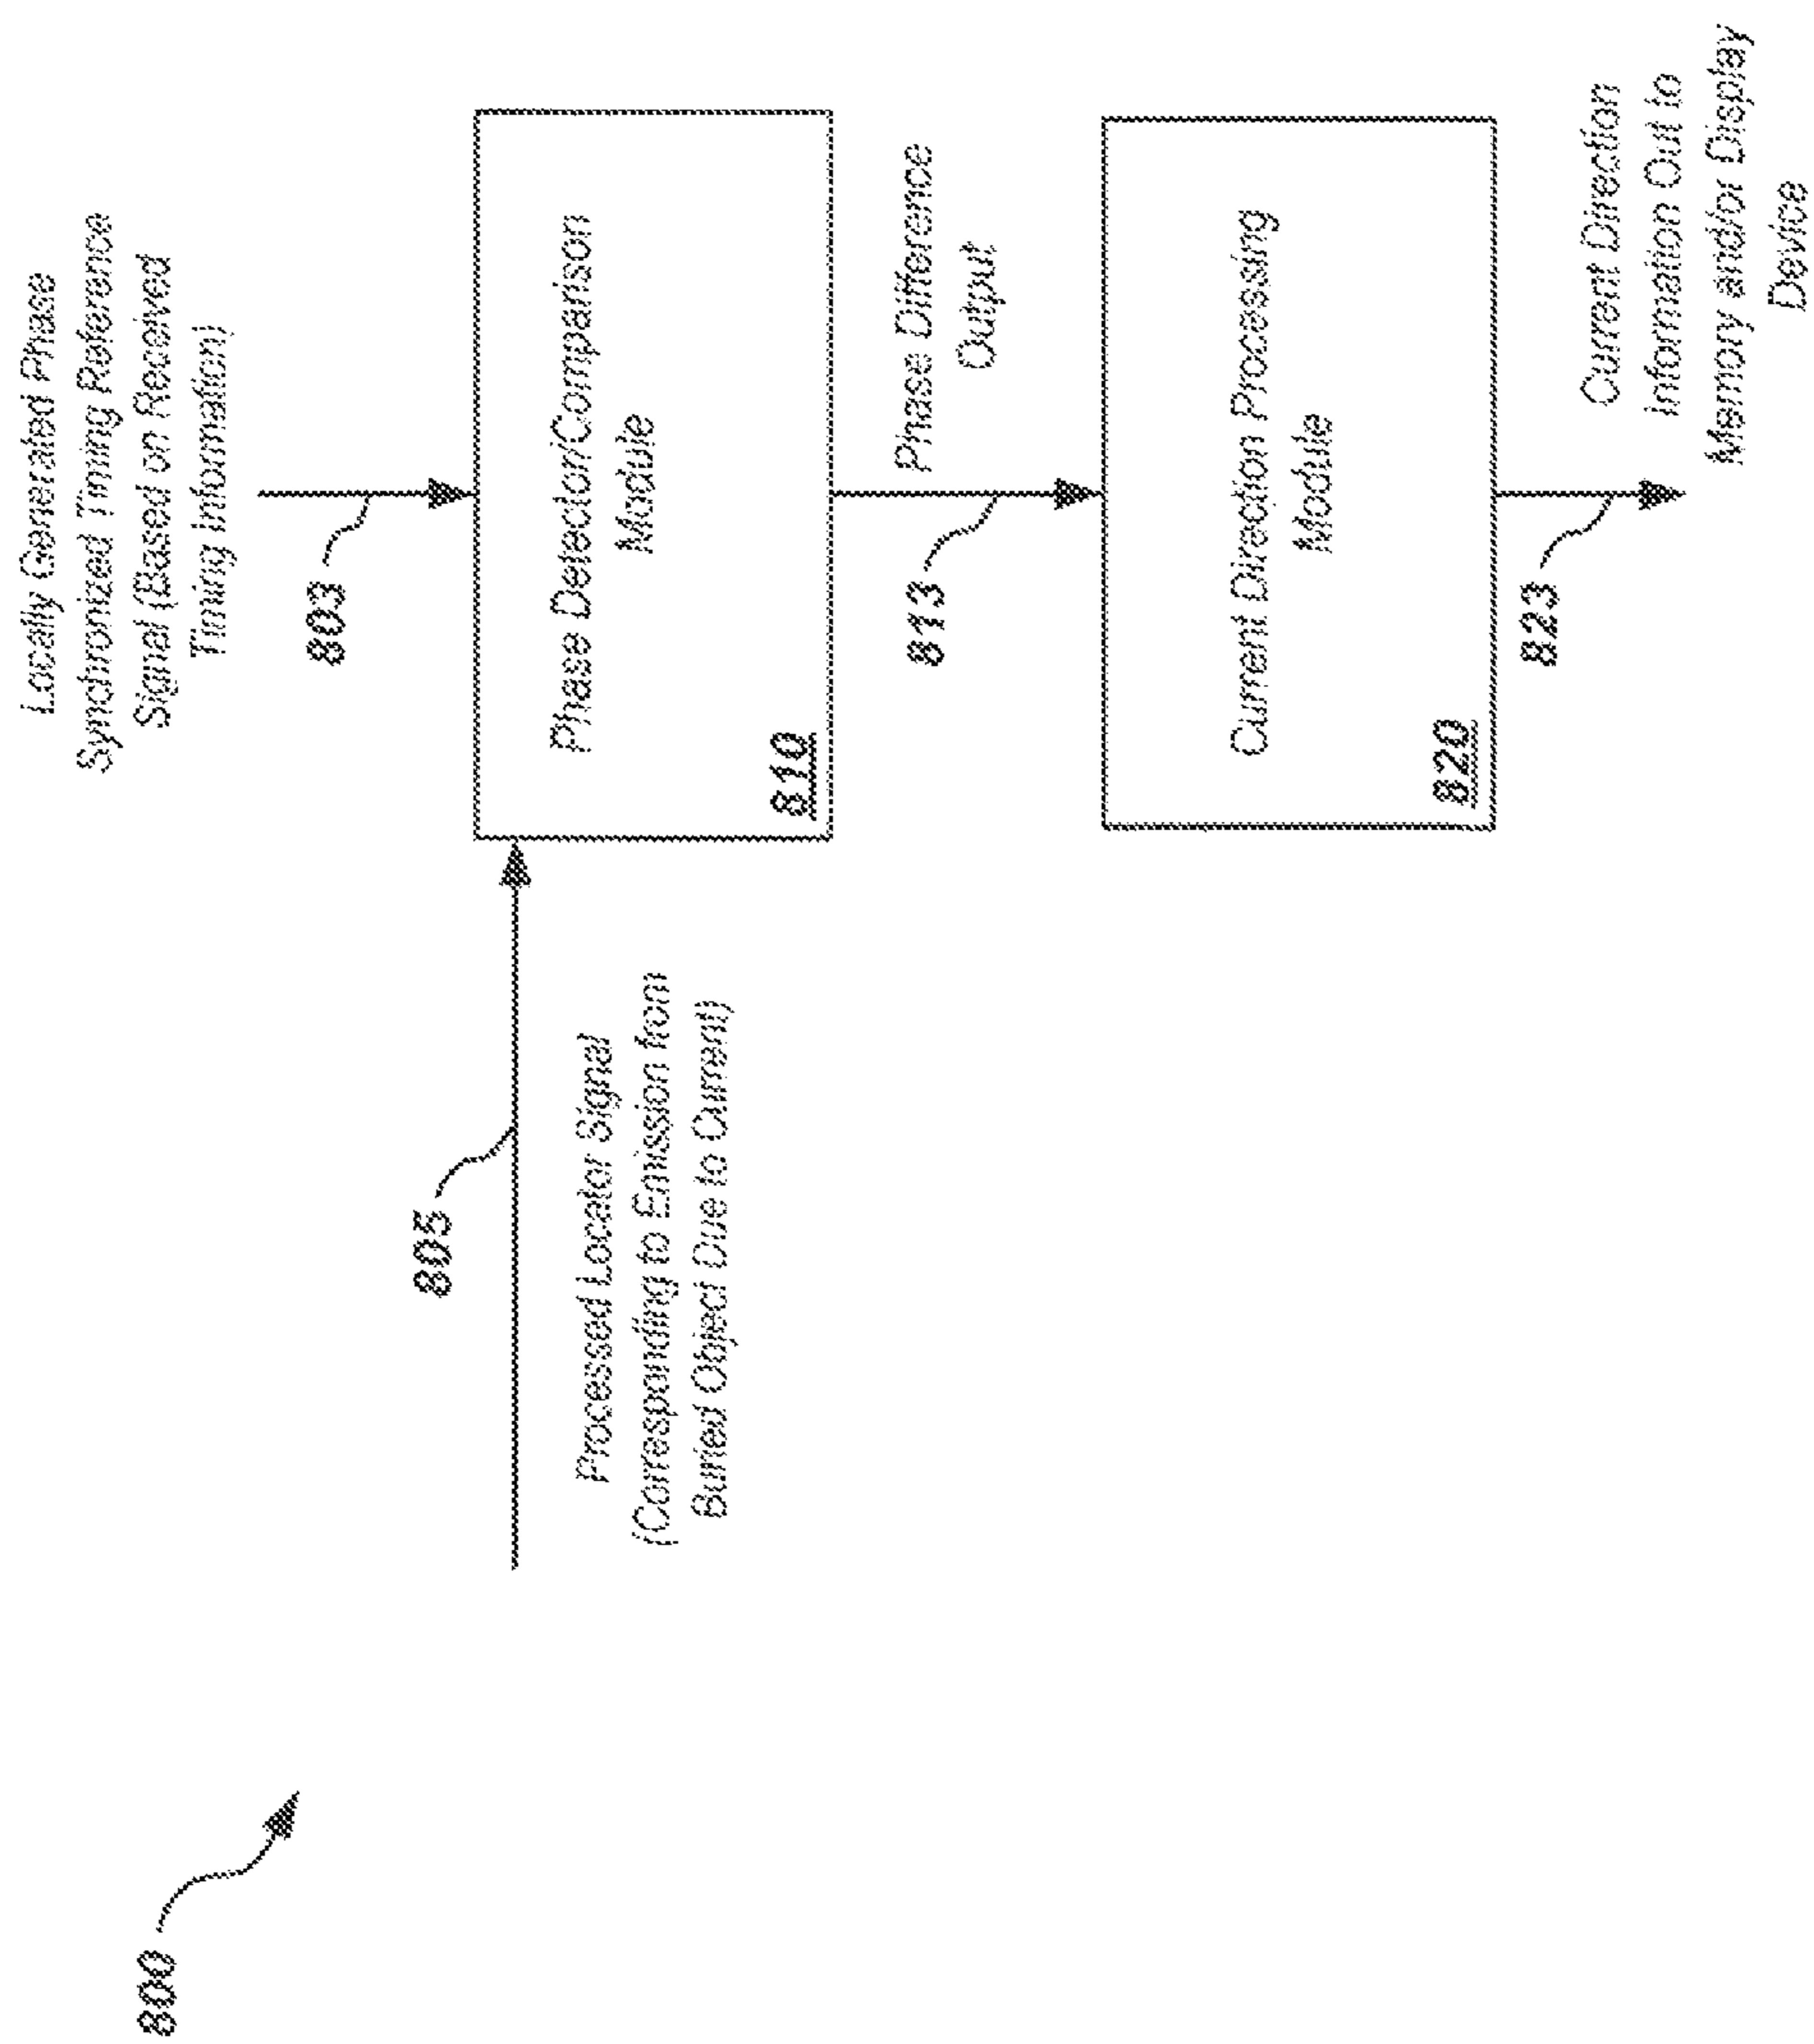 800
Locally Generated Phase
Synchronized Timing Reference
Signal (Based on Received
Timing Information)
803
805
Processed Locator Signal
(Corresponding to Emission from
Buried Object Due to Current)
Phase Detector/Comparison
Module
810
813
Phase Difference
Output
Current Direction Processing
Module
820
823
Current Direction
Information Out to
Memory and/or Display
Device